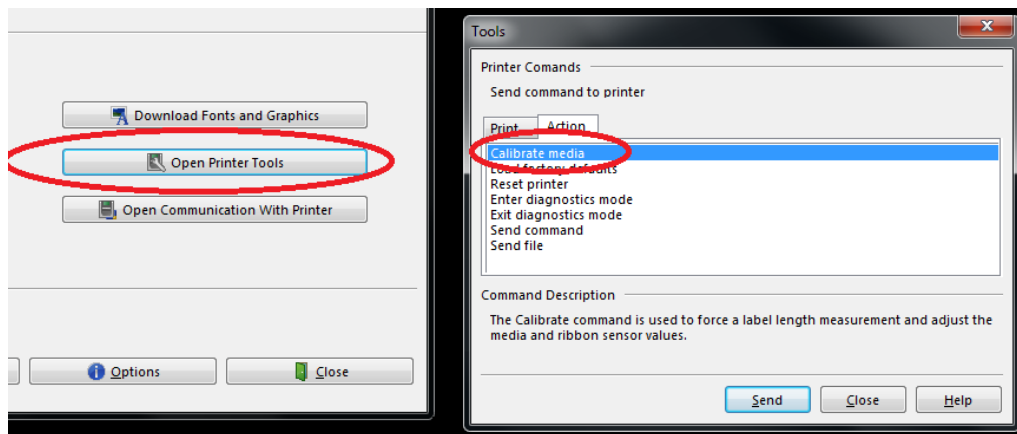 Download Fonts and Graphics
Open Printer Tools
Open Communication With Printer
Options
Close
Tools
Printer Comands
Send command to printer
Print
Action
Calibrate media
Load factory defaults
Reset printer
Enter diagnostics mode
Exit diagnostics mode
Send command
Send file
Command Description
The Calibrate command is used to force a label length measurement and adjust the
media and ribbon sensor values.
Send
Close
Help